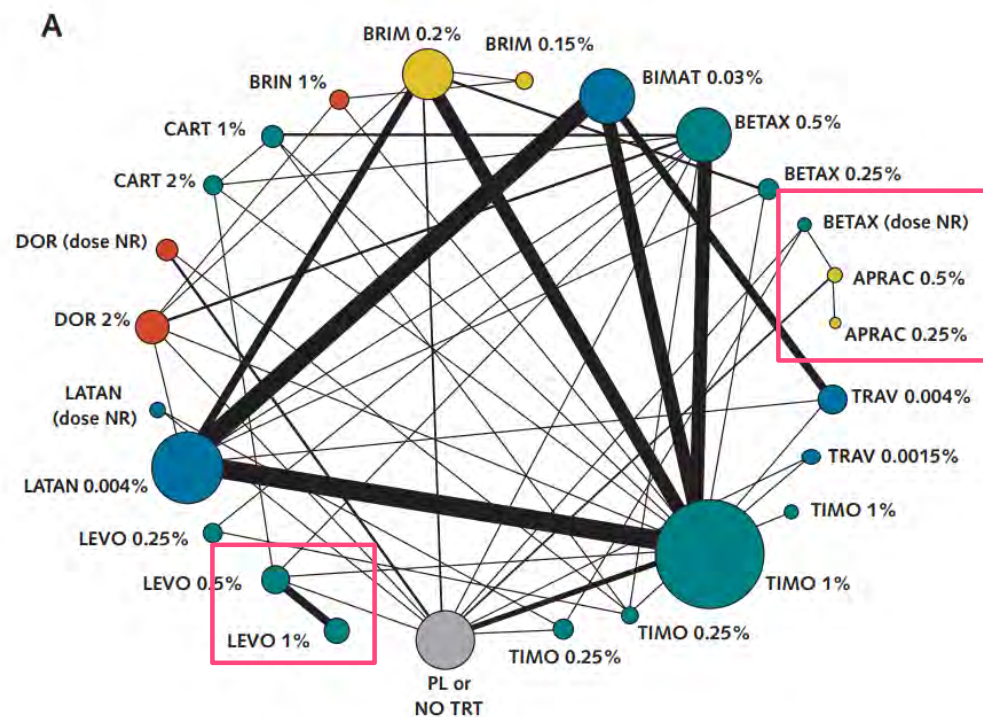 A
BRIM 0.2%
BRIM 0.15%
BRIN 1%
BIMAT 0.03%
CART 1%
BETAX 0.5%
CART 2%
BETAX 0.25%
DOR (dose NR)
BETAX (dose NR)
APRAC 0.5%
DOR 2%
APRAC 0.25%
LATAN
(dose NR)
TRAV 0.004%
LATAN 0.004%
TRAV 0.0015%
TIMO 1%
LEVO 0.25%
LEVO 0.5%
TIMO 1%
LEVO 1%
TIMO 0.25%
TIMO 0.25%
PL or
NO TRT